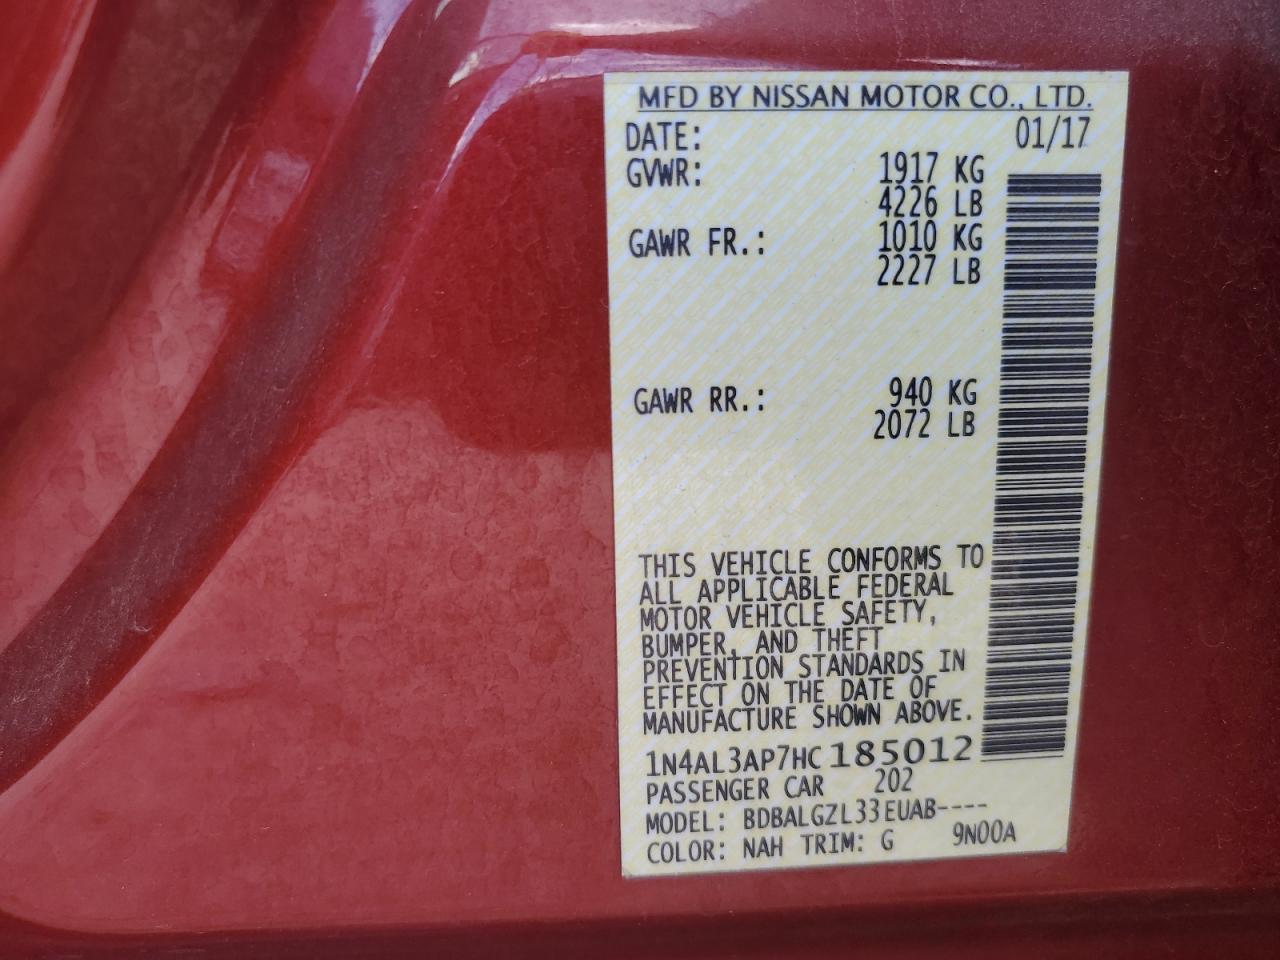 MFD BY NISSAN MOTOR CO., LTD.
DATE: 01/17
GVWR: 1917 KG
4226 LB
GAWR FR.: 1010 KG
2227 LB
GAWR RR.: 940 KG
2072 LB
THIS VEHICLE CONFORMS TO
ALL APPLICABLE FEDERAL
MOTOR VEHICLE SAFETY,
BUMPER, AND THEFT
PREVENTION STANDARDS IN
EFFECT ON THE DATE OF
MANUFACTURE SHOWN ABOVE.
1N4AL3AP7HC185012
PASSENGER CAR 202
MODEL: BDBALGZL33EUAB----
COLOR: NAH TRIM: G 9N00A